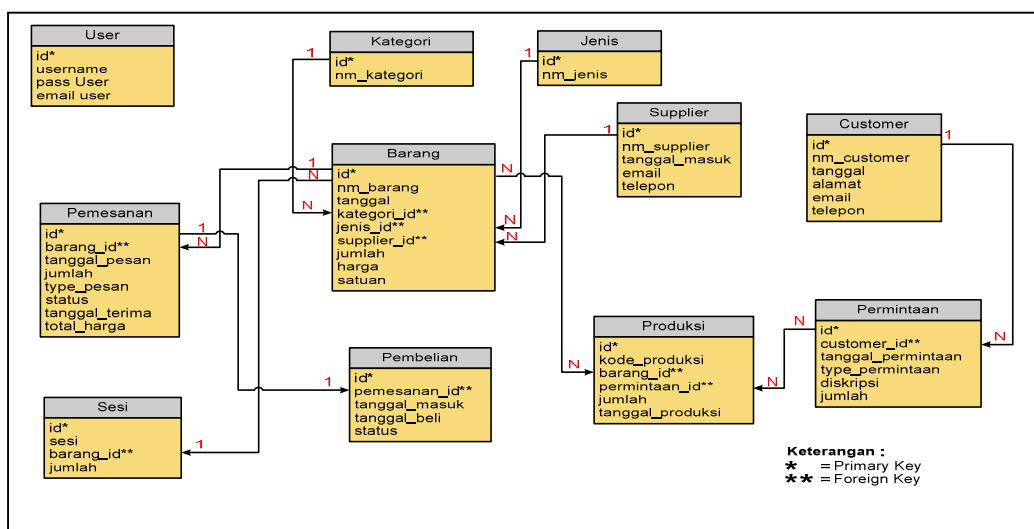 User
id*
username
pass User
email user
Kategori
id*
nm_kategori
Jenis
id*
nm_jenis
Supplier
id*
nm_supplier
tanggal_masuk
email
telepon
Customer
id*
nm_customer
tanggal
alamat
email
telepon
Barang
id*
nm_barang
tanggal
kategori_id**
jenis_id**
supplier_id**
jumlah
harga
satuan
Pemesanan
id*
barang_id**
tanggal_pesan
jumlah
type_pesan
status
tanggal_terima
total_harga
Pembelian
id*
pemesanan_id**
tanggal_masuk
tanggal_beli
status
Sesi
id*
sesi
barang_id**
jumlah
Produksi
id*
kode_produksi
barang_id**
permintaan_id**
jumlah
tanggal_produksi
Permintaan
id*
customer_id**
tanggal_permintaan
type_permintaan
diskripsi
jumlah
1
N
1
N
1
N
1
N
1
N
N
1
1
1
N
N
N
N
Keterangan :
* = Primary Key
** = Foreign Key